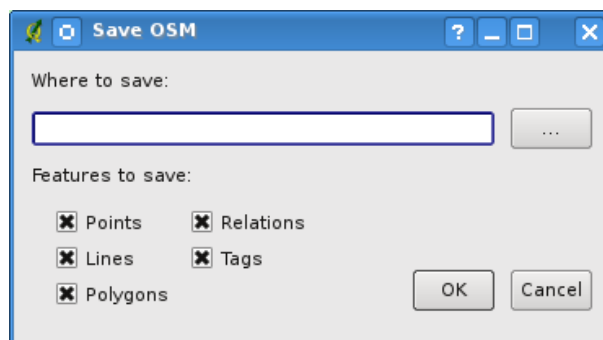 Save OSM
Where to save:
...
Features to save:
Points
Relations
Lines
Tags
Polygons
OK
Cancel